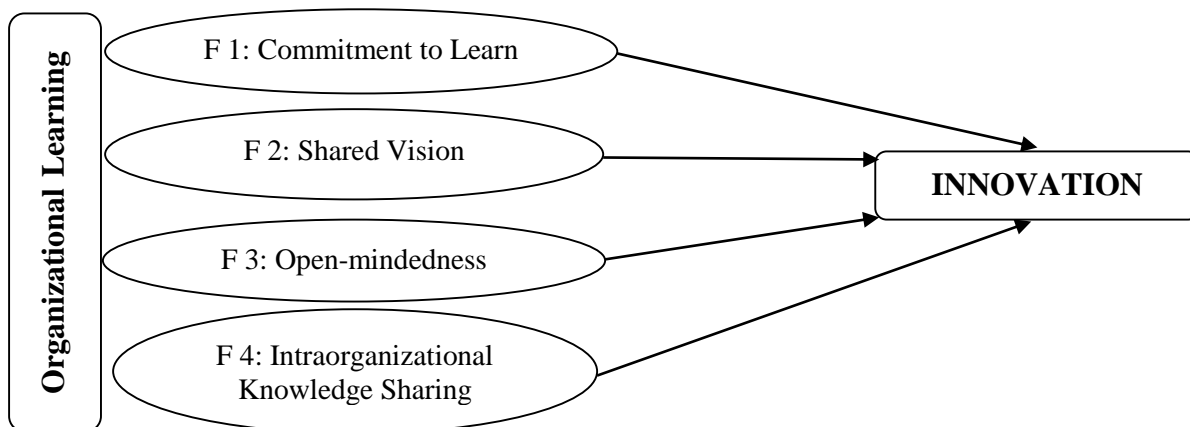 Organizational Learning
F 1: Commitment to Learn
F 2: Shared Vision
F 3: Open-mindedness
F 4: Intraorganizational
Knowledge Sharing
INNOVATION